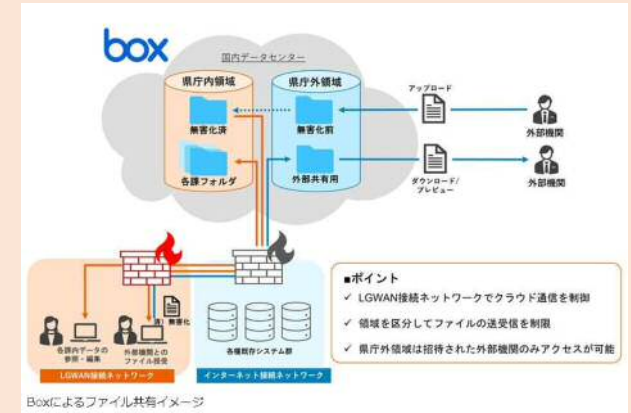 box
国内データセンター
県庁内領域
県庁外領域
無害化済
無害化前
各課フォルダ
外部共有用
アップロード
外部機関
ダウンロード/
プレビュー
外部機関
無害化
各課内データの
参照・編集
外部機関との
ファイル授受
LGWAN接続ネットワーク
各種既存システム群
インターネット接続ネットワーク
■ポイント
✓ LGWAN接続ネットワークでクラウド通信を制御
✓ 領域を区分してファイルの送受信を制限
✓ 県庁外領域は招待された外部機関のみアクセスが可能
Boxによるファイル共有イメージ